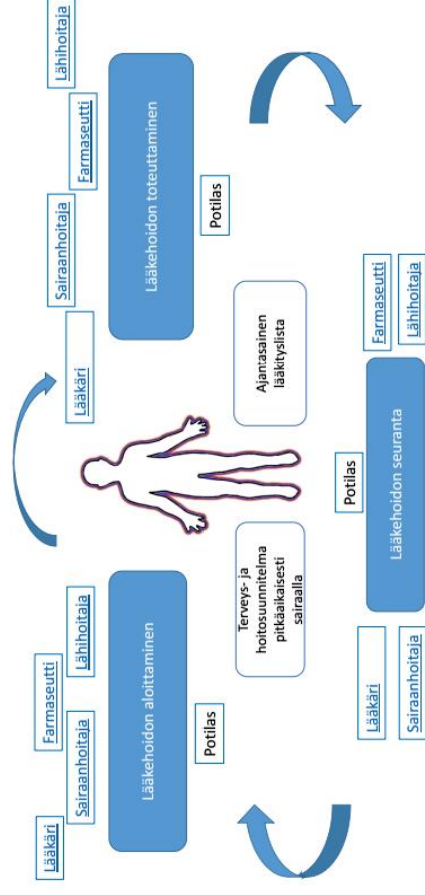 Lääkäri
Sairaanhoitaja
Farmaseutti
Lähihoitaja
Lääkehoidon aloittaminen
Potilas
Lääkäri
Sairaanhoitaja
Farmaseutti
Lähihoitaja
Lääkehoidon toteuttaminen
Potilas
Terveys- ja
hoitosuunnitelma
pitkäaikaisesti
sairaalla
Ajantasainen
lääkityslista
Potilas
Lääkäri
Sairaanhoitaja
Lääkehoidon seuranta
Farmaseutti
Lähihoitaja